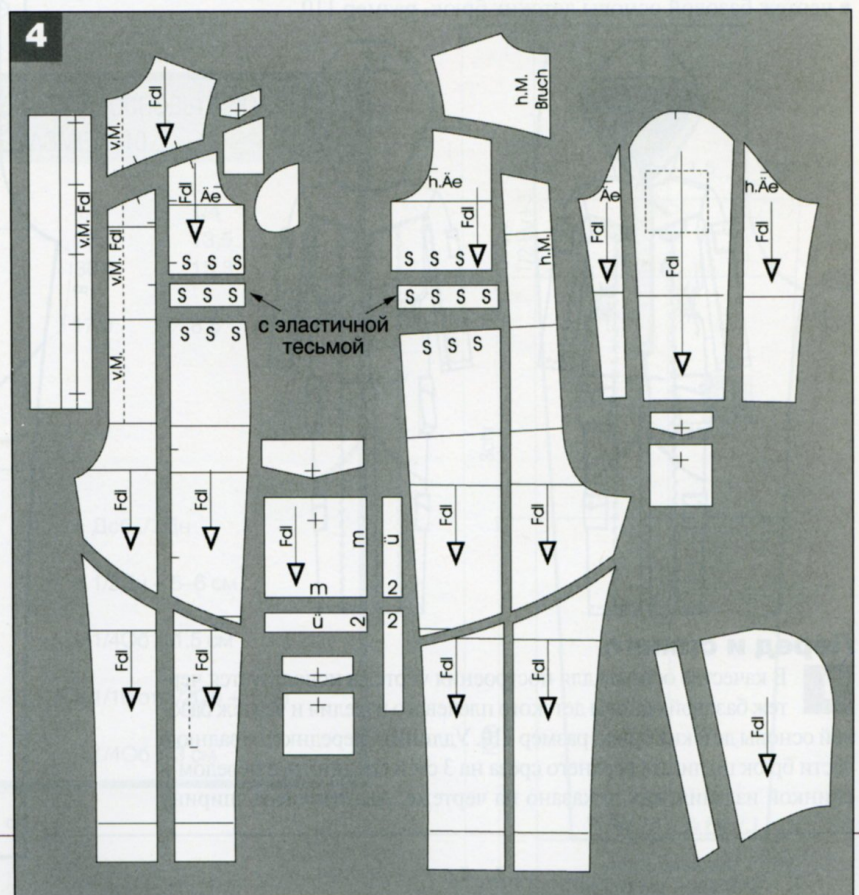 4
Fdl
v.M.
h.M.
Bruch
v.M. Fdl
v.M. Fdl
v.M.
Fdl
Äe
h.Äe
Fdl
h.M.
Äe
Fdl
Fdl
h.Äe
Fdl
S S S
S S S
S S S
S S S S
с эластичной
тесьмой
S S S
S S S
Fdl
Fdl
Fdl
m
m
ü
2
ü
2
2
Fdl
Fdl
Fdl
Fdl
Fdl
Fdl
Fdl